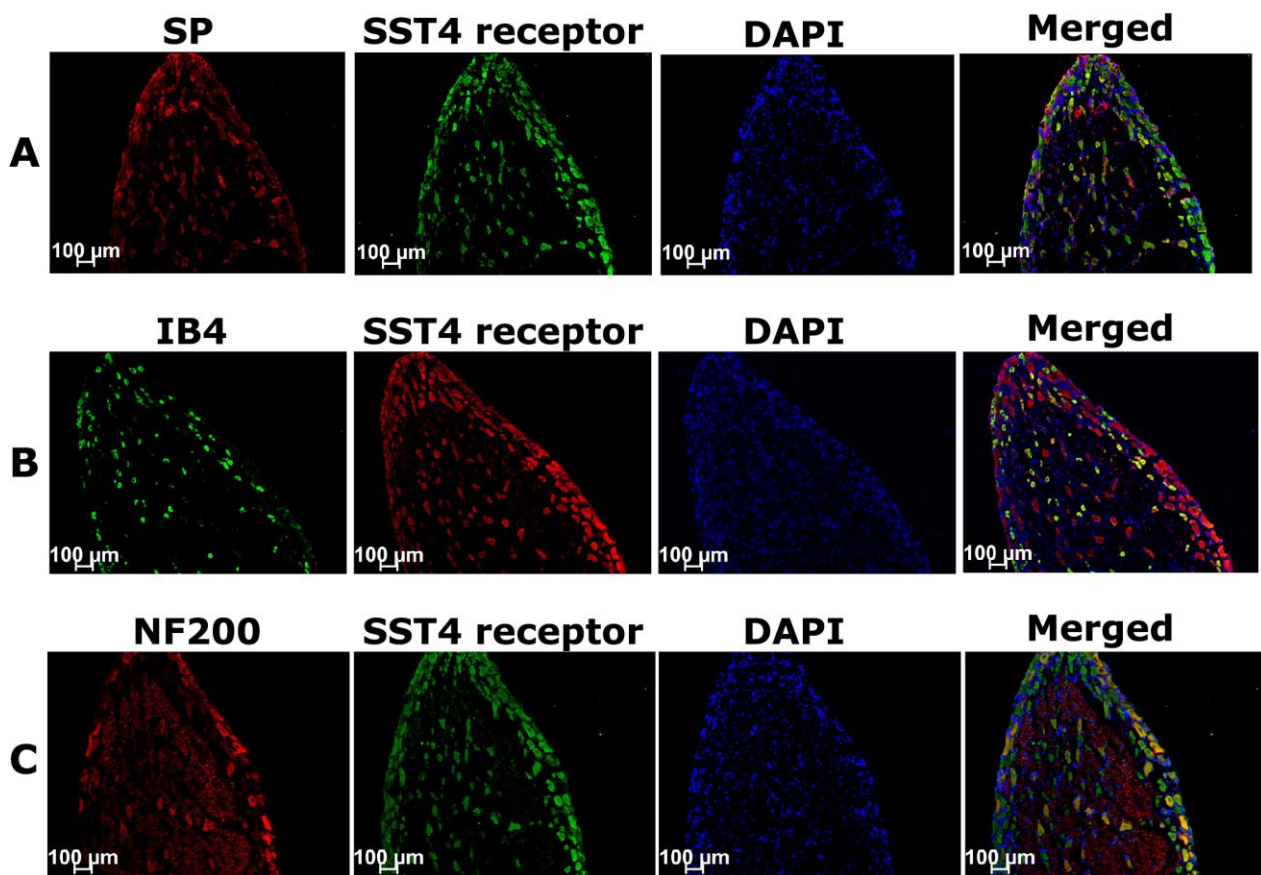 SP SST4 receptor DAPI Merged
A
100 µm 100 µm 100 µm 100 µm
IB4 SST4 receptor DAPI Merged
B
100 µm 100 µm 100 µm 100 µm
NF200 SST4 receptor DAPI Merged
C
100 µm 100 µm 100 µm 100 µm